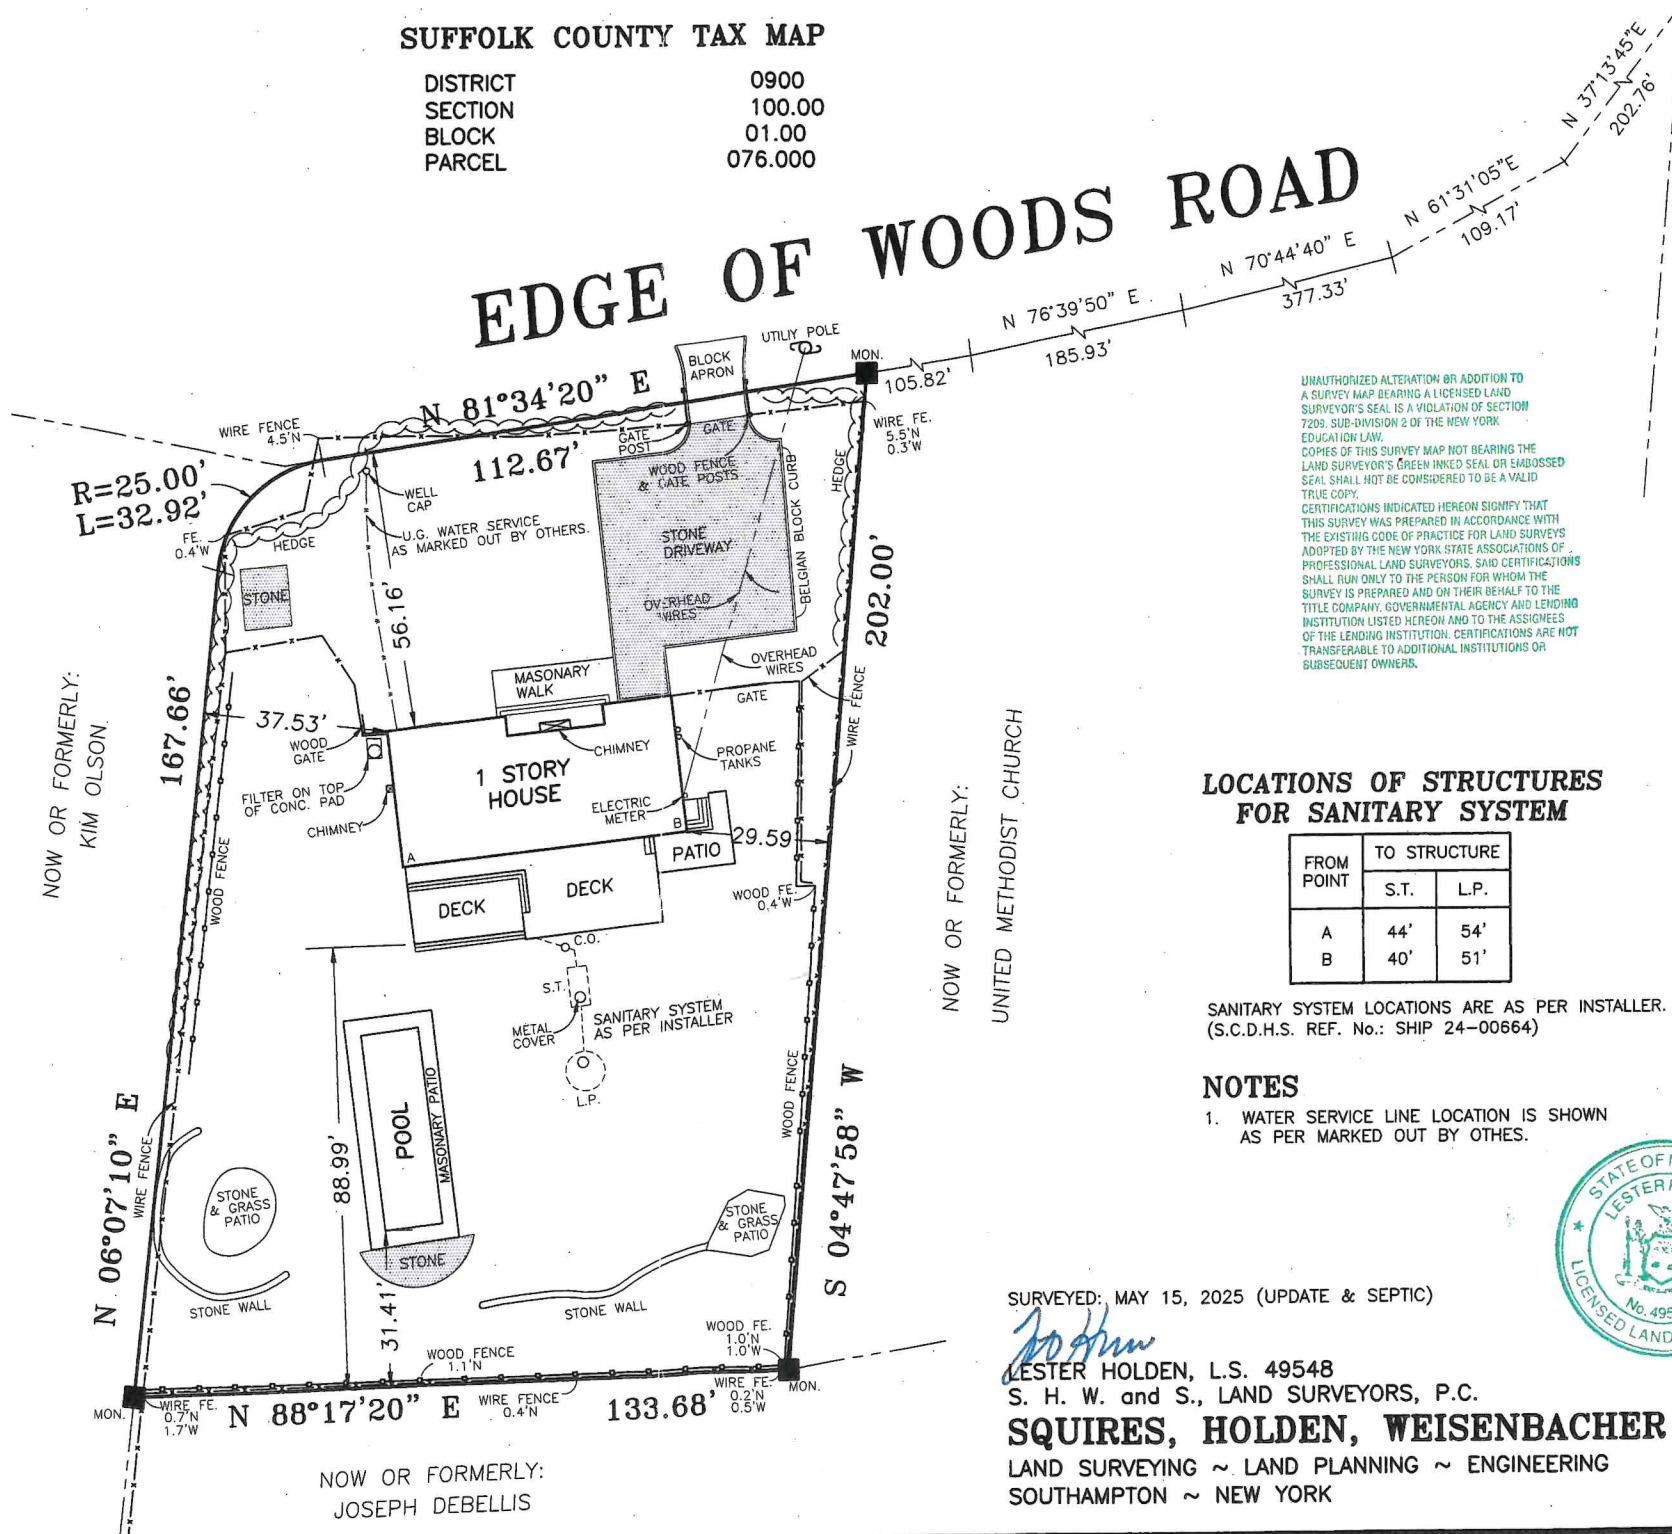 SUFFOLK COUNTY TAX MAP
DISTRICT 0900
SECTION 100.00
BLOCK 01.00
PARCEL 076.000
EDGE OF WOODS ROAD
N 37°13'45"E
202.76'
N 61°31'05"E
109.17'
N 70°44'40" E
377.33'
N 76°39'50" E
185.93'
105.82'
MON.
UTILIY POLE
BLOCK
APRON
N 81°34'20" E
112.67'
WIRE FENCE
4.5'N
R=25.00'
L=32.92'
FE.
0.4'W
HEDGE
WELL
CAP
U.G. WATER SERVICE
AS MARKED OUT BY OTHERS.
GATE
POST
GATE
WOOD FENCE
& GATE POSTS
WIRE FE.
5.5'N
0.3'W
HEDGE
BELGIAN BLOCK CURB
STONE
DRIVEWAY
OVERHEAD
WIRES
STONE
56.16'
202.00'
OVERHEAD
WIRES
MASONARY
WALK
GATE
WIRE FENCE
NOW OR FORMERLY:
KIM OLSON.
167.66'
37.53'
WOOD
GATE
FILTER ON TOP
OF CONC. PAD
CHIMNEY
CHIMNEY
1 STORY
HOUSE
PROPANE
TANKS
ELECTRIC
METER
A
B
29.59
PATIO
DECK
DECK
WOOD FENCE
WOOD FE.
0.4'W
NOW OR FORMERLY:
UNITED METHODIST CHURCH
C.O.
S.T.
METAL
COVER
SANITARY SYSTEM
AS PER INSTALLER
L.P.
88.99'
POOL
MASONARY PATIO
STONE
WOOD FENCE
N 06°07'10" E
WIRE FENCE
STONE
& GRASS
PATIO
STONE WALL
STONE
& GRASS
PATIO
STONE WALL
31.41'
S 04°47'58" W
WOOD FE.
1.0'N
1.0'W
WOOD FENCE
1.1'N
MON.
WIRE FE.
0.7'N
1.7'W
N 88°17'20" E
WIRE FENCE
0.4'N
133.68'
WIRE FE.
0.2'N
0.5'W
MON.
NOW OR FORMERLY:
JOSEPH DEBELLIS
UNAUTHORIZED ALTERATION OR ADDITION TO
A SURVEY MAP BEARING A LICENSED LAND
SURVEYOR'S SEAL IS A VIOLATION OF SECTION
7209, SUB-DIVISION 2 OF THE NEW YORK
EDUCATION LAW.
COPIES OF THIS SURVEY MAP NOT BEARING THE
LAND SURVEYOR'S GREEN INKED SEAL OR EMBOSSED
SEAL SHALL NOT BE CONSIDERED TO BE A VALID
TRUE COPY.
CERTIFICATIONS INDICATED HEREON SIGNIFY THAT
THIS SURVEY WAS PREPARED IN ACCORDANCE WITH
THE EXISTING CODE OF PRACTICE FOR LAND SURVEYS
ADOPTED BY THE NEW YORK STATE ASSOCIATIONS OF
PROFESSIONAL LAND SURVEYORS. SAID CERTIFICATIONS
SHALL RUN ONLY TO THE PERSON FOR WHOM THE
SURVEY IS PREPARED AND ON THEIR BEHALF TO THE
TITLE COMPANY, GOVERNMENTAL AGENCY AND LENDING
INSTITUTION LISTED HEREON AND TO THE ASSIGNEES
OF THE LENDING INSTITUTION. CERTIFICATIONS ARE NOT
TRANSFERABLE TO ADDITIONAL INSTITUTIONS OR
SUBSEQUENT OWNERS.
LOCATIONS OF STRUCTURES
FOR SANITARY SYSTEM
FROM POINT TO STRUCTURE
S.T. L.P.
A 44' 54'
B 40' 51'
SANITARY SYSTEM LOCATIONS ARE AS PER INSTALLER.
(S.C.D.H.S. REF. No.: SHIP 24-00664)
NOTES
1. WATER SERVICE LINE LOCATION IS SHOWN
AS PER MARKED OUT BY OTHES.
STATE OF
LESTER
No. 495
LICENSED LAND
SURVEYED: MAY 15, 2025 (UPDATE & SEPTIC)
LESTER HOLDEN, L.S. 49548
S. H. W. and S., LAND SURVEYORS, P.C.
SQUIRES, HOLDEN, WEISENBACHER
LAND SURVEYING ~ LAND PLANNING ~ ENGINEERING
SOUTHAMPTON ~ NEW YORK